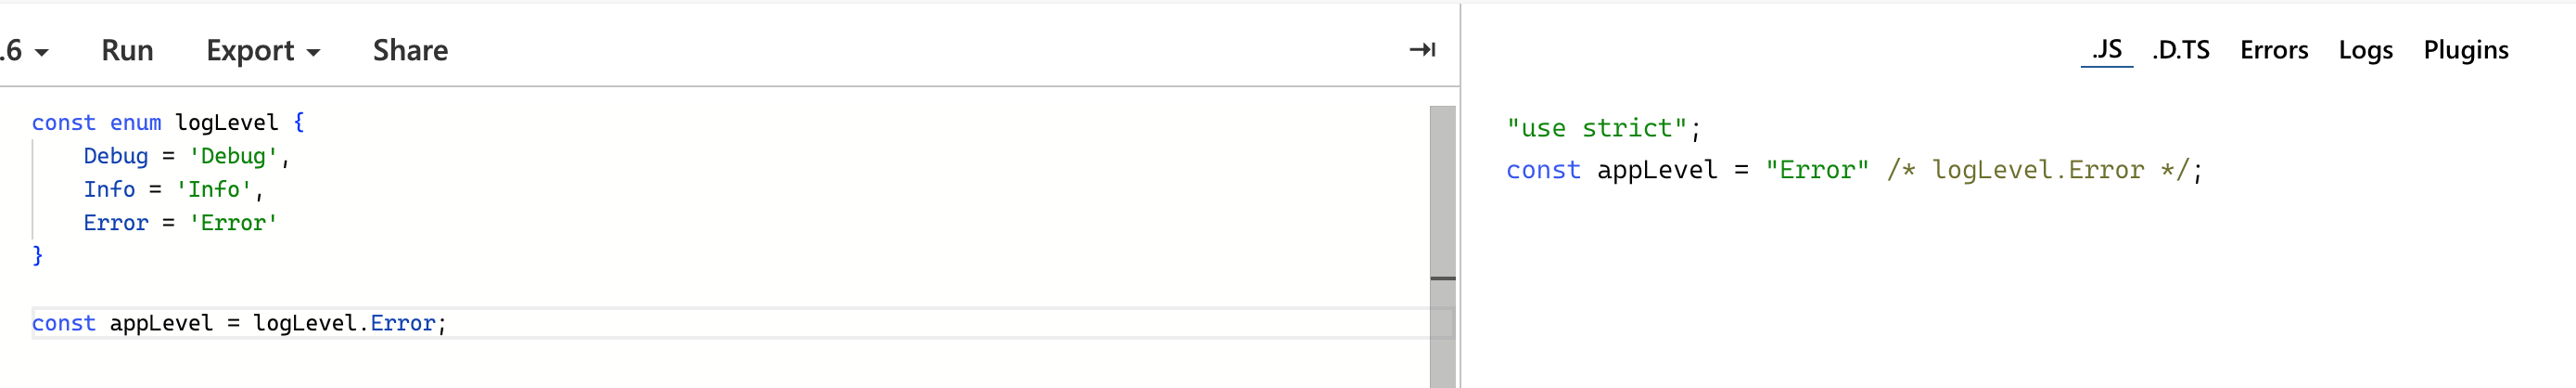 .6 Run Export Share
.JS .D.TS Errors Logs Plugins
const enum logLevel {
    Debug = 'Debug',
    Info = 'Info',
    Error = 'Error'
}
const appLevel = logLevel.Error;
"use strict";
const appLevel = "Error" /* logLevel.Error */;